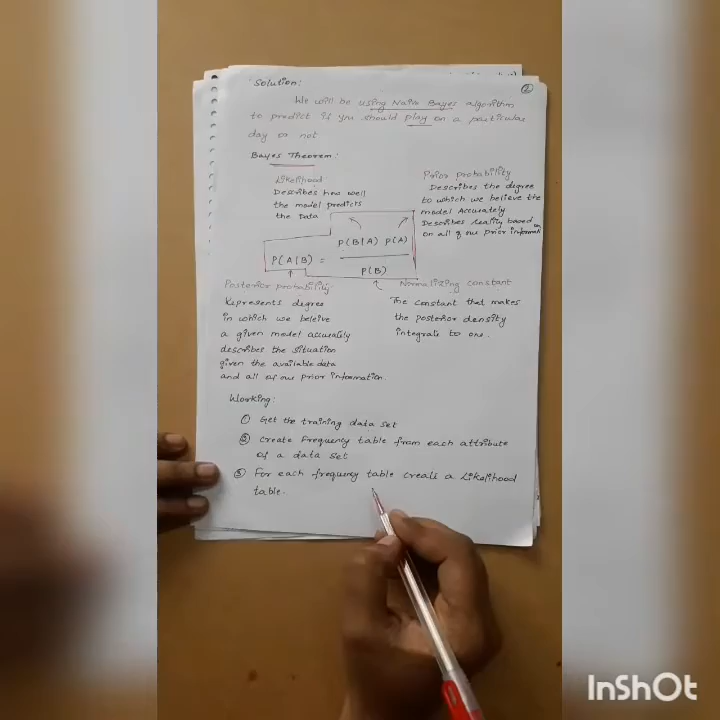 ②
Solution:
We will be using Naive Bayes algorithm
to predict is you should play on a particular
day or not
Bayes Theorem:
Likelihood
Describes how well
the model predicts
the Data
Prior probability
Describes the degree
to which we believe the
model Accurately
Describes reality based
on all of our prior information
P(A|B) = P(B|A) P(A)
P(B)
Posterior probability
Represents degree
in which we beleive
a given model accurately
describes the situation
given the available data
and all of our prior information.
Normalizing constant
The constant that makes
the posterior density
integrate to one.
Working:
① Get the training data set
② Create Frequency table from each attribute
of a data set
③ For each frequency table create a Likelihood
table.
InShOt